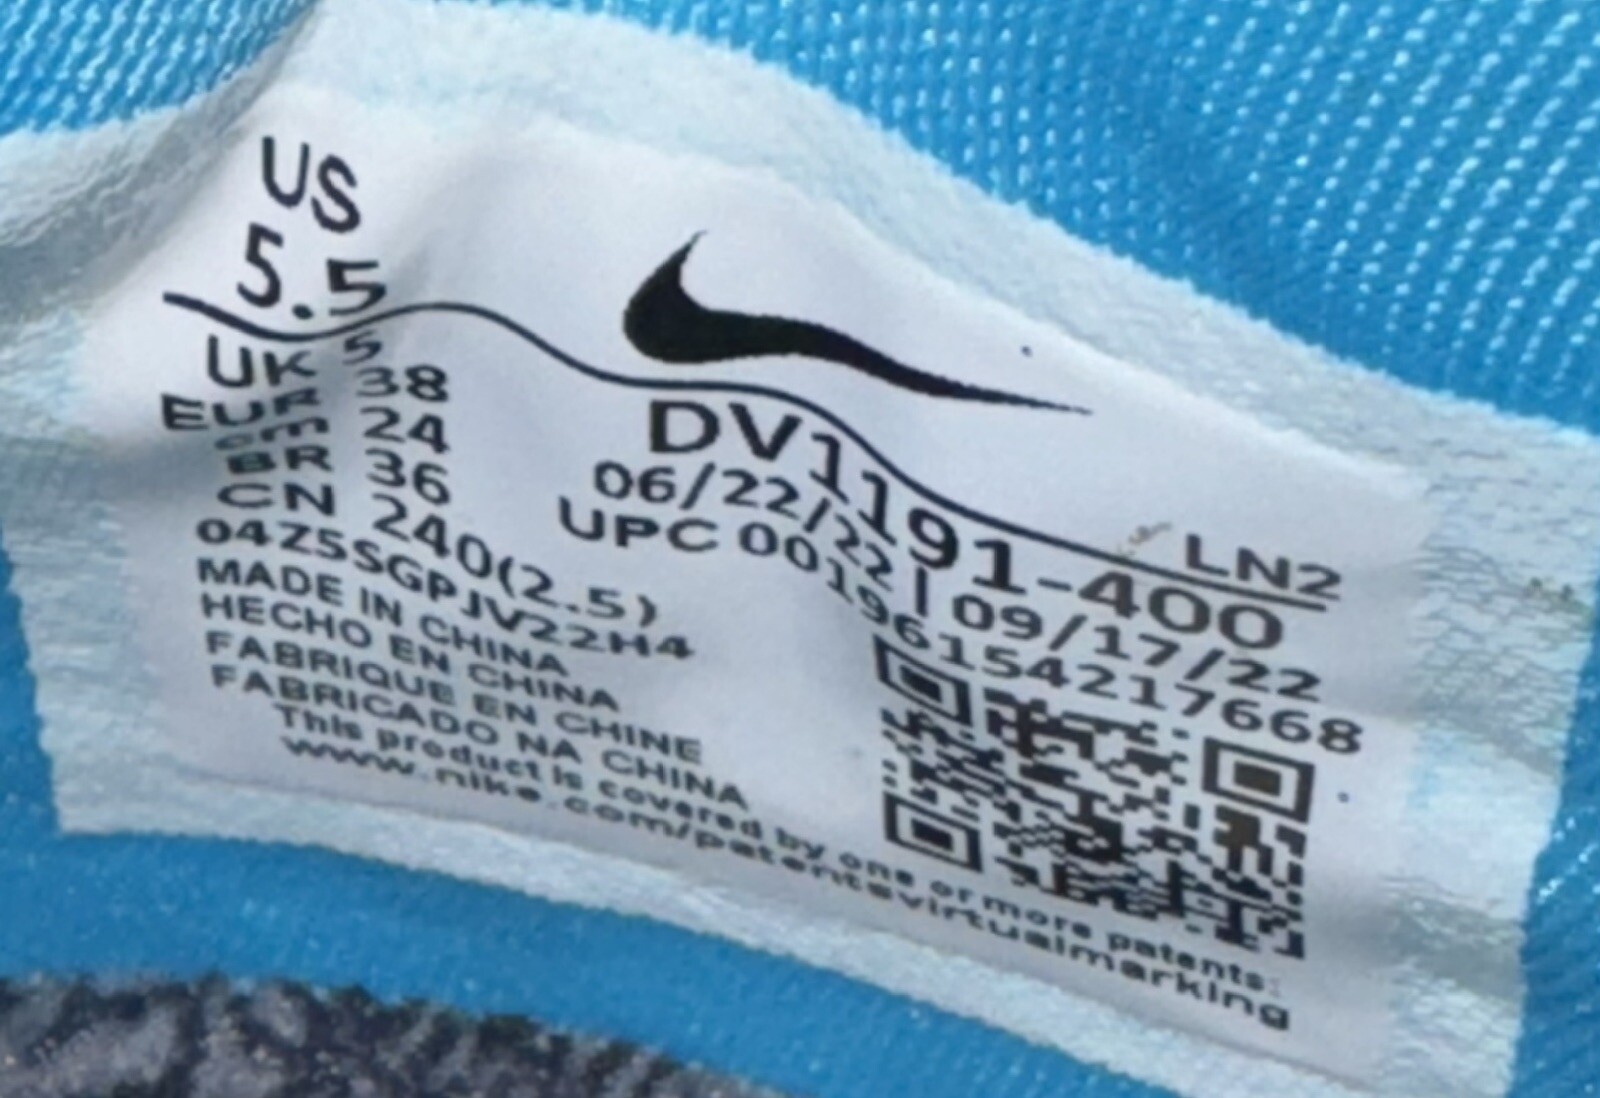 US
5.5
UK 5
EUR 38
cm 24
BR 36
CN 240(2.5)
04Z5SGPJV22H4
MADE IN CHINA
HECHO EN CHINA
FABRIQUE EN CHINE
FABRICADO NA CHINA
This product is covered by one or more patents:
www.nike.com/patentsvirtualmarking
LN2
DV1191-400
06/22/22 | 09/17/22
UPC 00196154217668